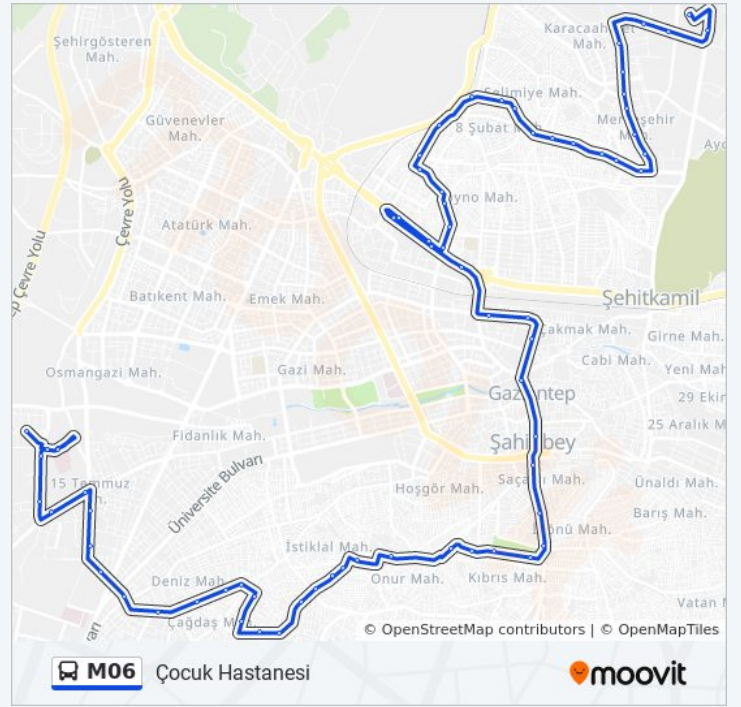 Şehirgösteren
Mah.
Karacaahmet
Mah.
Güvenevler
Mah.
Selimiye Mah.
8 Şubat Mah.
Mah.
Çevre Yolu
Çevre Yolu
Atatürk Mah.
Batıkent Mah.
Emek Mah.
Şehitkamil
Çakmak Mah.
Girne Mah.
Cabi Mah.
Yeni Mah
Osmangazi Mah.
Gazi Mah.
Gaziantep
29 Ekim
25 Aralık M
Fidanlık Mah.
Şahinbey
Üniversite Bulvarı
15 Temmuz
Mah.
Hoşgör Mah.
Saçaklı Mah.
Ünaldı Mah.
Barış Mah.
İnönü Mah.
İstiklal Mah.
Deniz Mah.
Onur Mah.
Kıbrıs Mah.
Çağdaş Mah.
Vatan
© OpenStreetMap contributors | © OpenMapTiles
M06 Çocuk Hastanesi
moovit